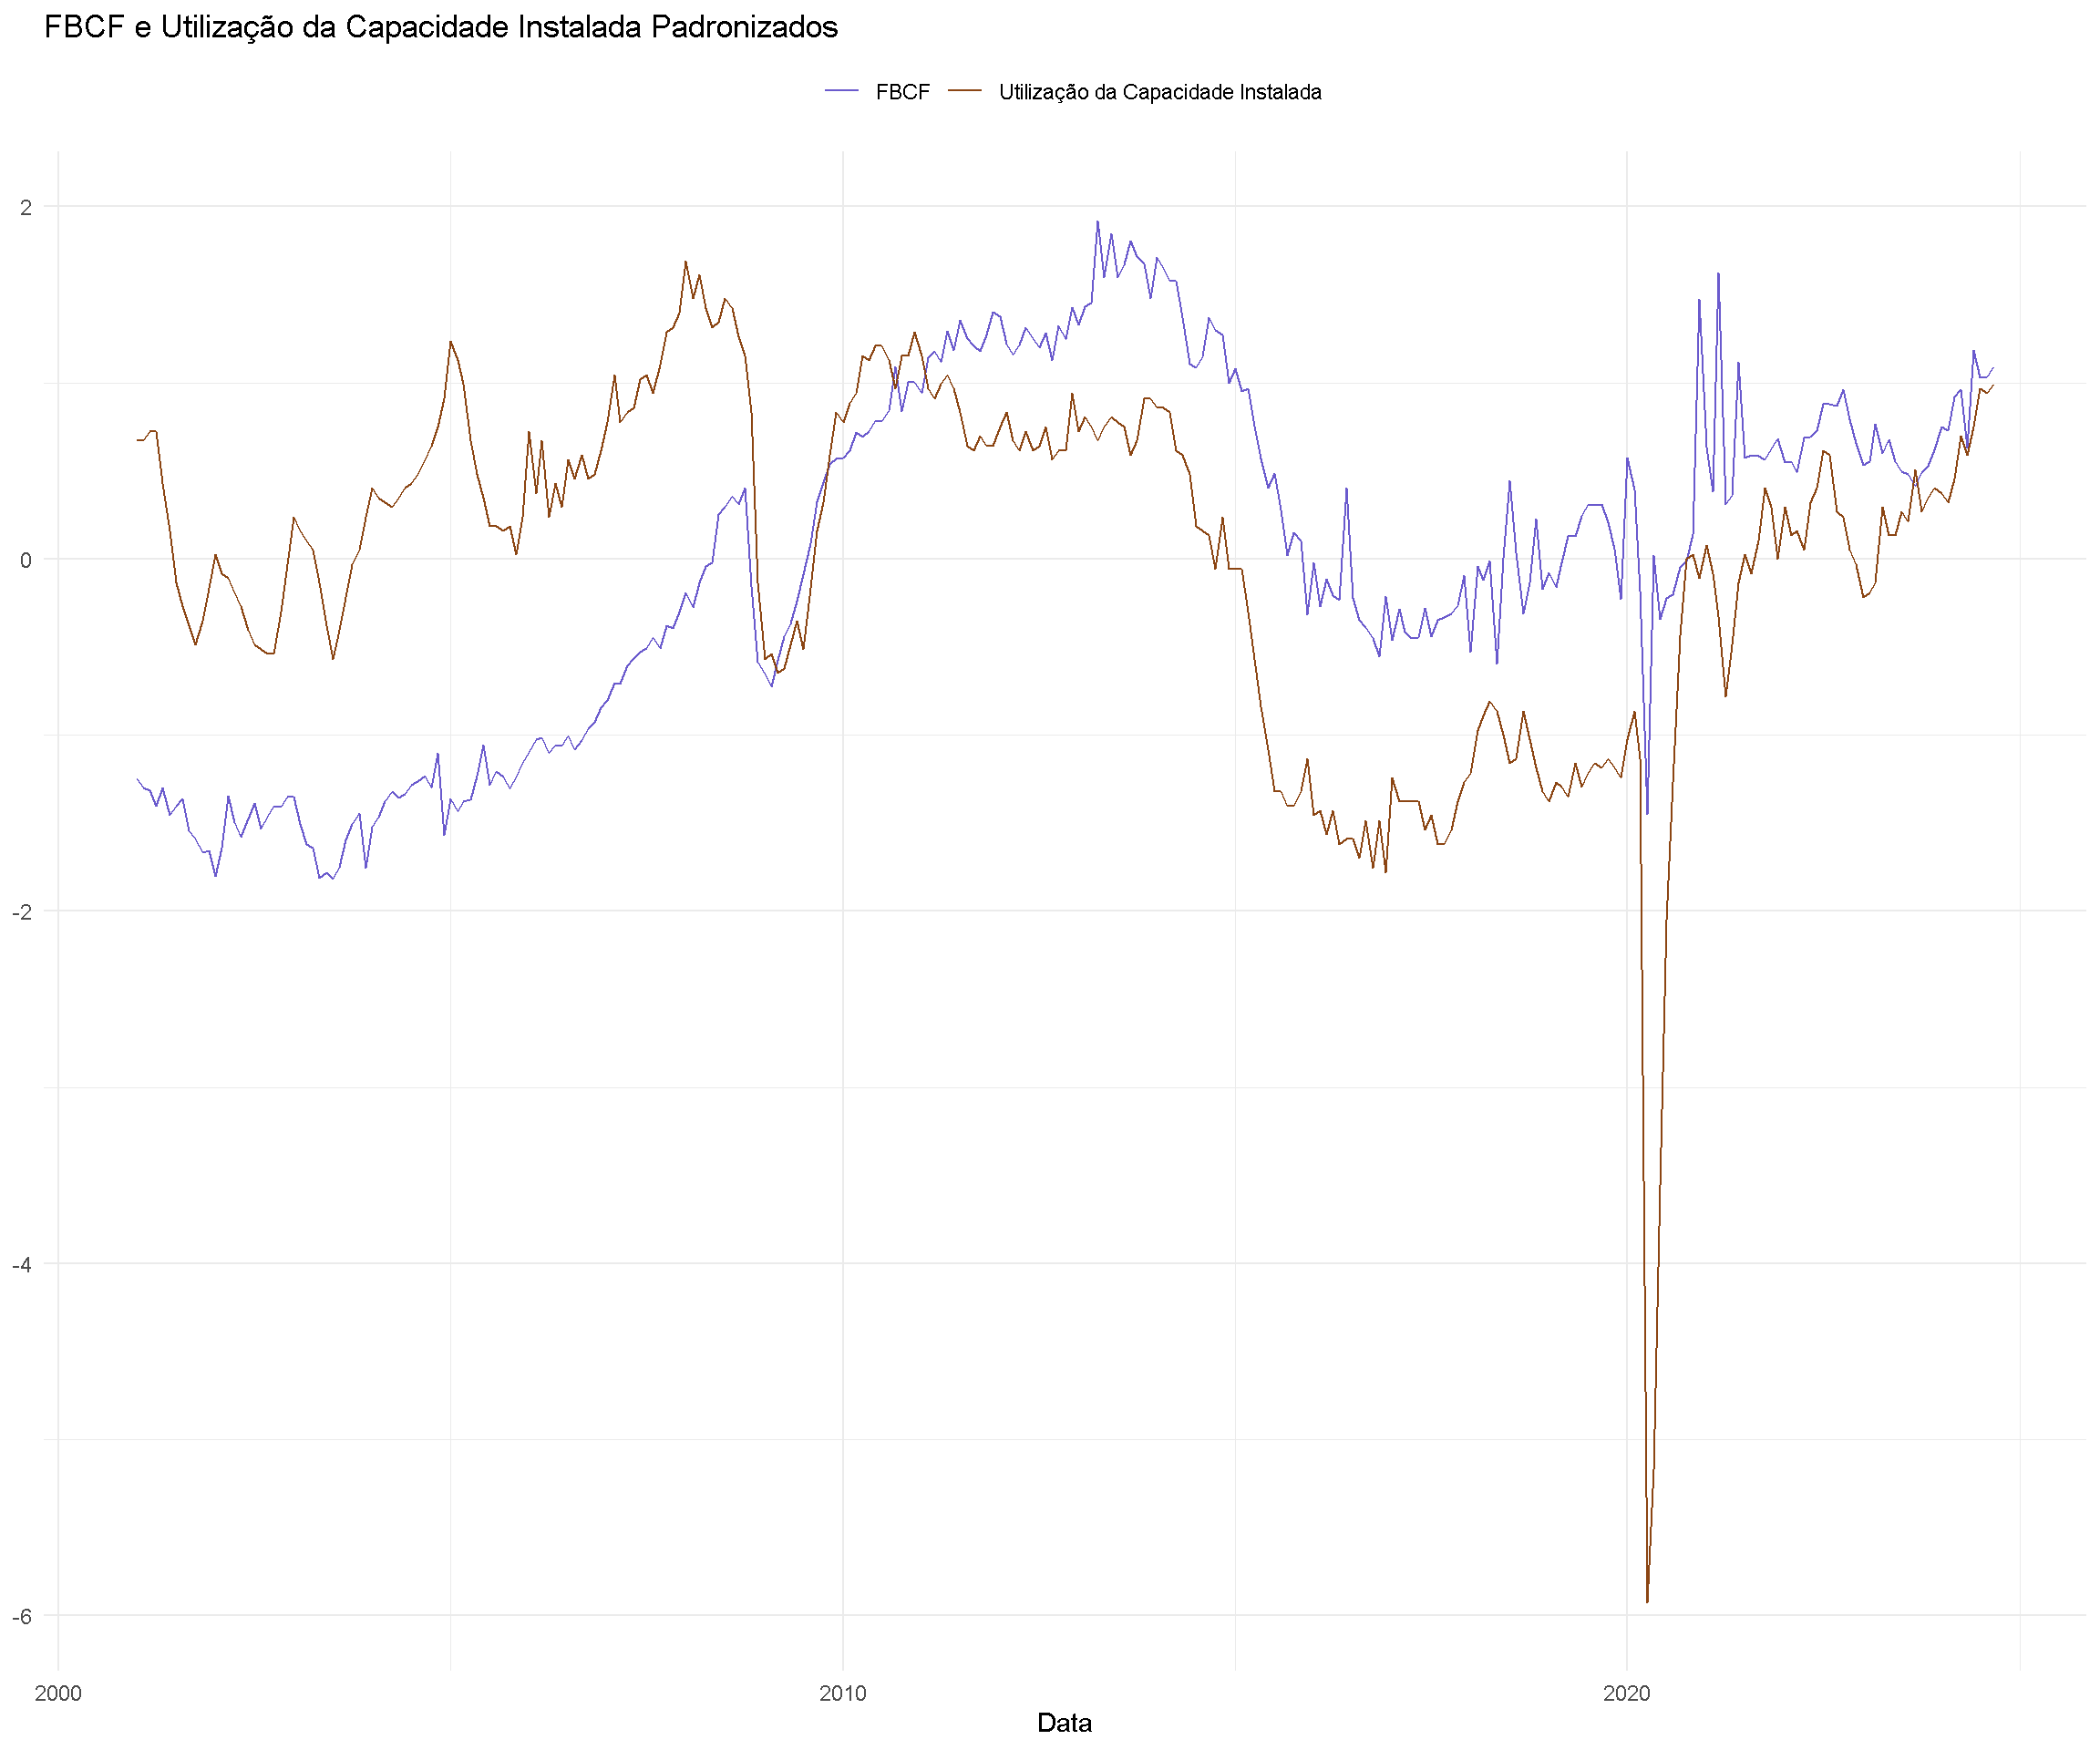 FBCF e Utilização da Capacidade Instalada Padronizados
FBCF Utilização da Capacidade Instalada
2
0
-2
-4
-6
2000 2010 2020
Data